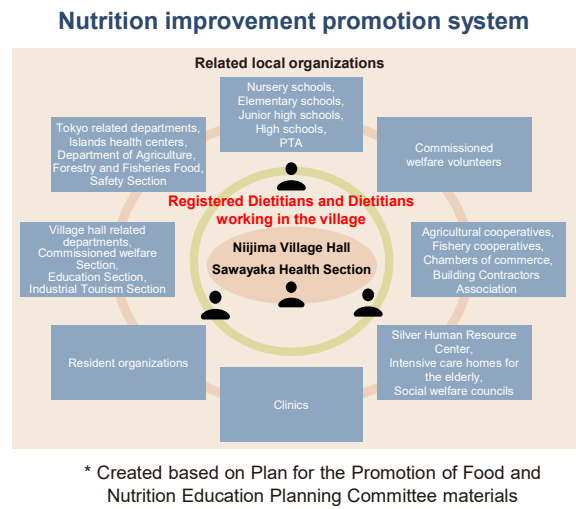 Nutrition improvement promotion system
Related local organizations
Nursery schools,
Elementary schools,
Junior high schools,
High schools,
PTA
Tokyo related departments,
Islands health centers,
Department of Agriculture,
Forestry and Fisheries Food,
Safety Section
Commissioned
welfare volunteers
Registered Dietitians and Dietitians
working in the village
Village hall related
departments,
Commissioned welfare
Section,
Education Section,
Industrial Tourism Section
Niijima Village Hall
Sawayaka Health Section
Agricultural cooperatives,
Fishery cooperatives,
Chambers of commerce,
Building Contractors
Association
Resident organizations
Clinics
Silver Human Resource
Center,
Intensive care homes for
the elderly,
Social welfare councils
* Created based on Plan for the Promotion of Food and
Nutrition Education Planning Committee materials